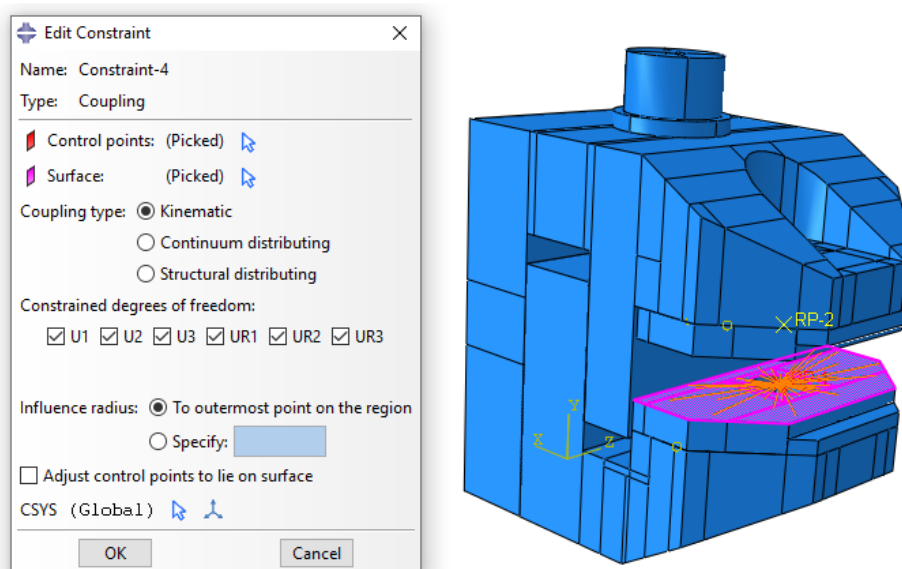 Edit Constraint
Name: Constraint-4
Type: Coupling
Control points: (Picked)
Surface: (Picked)
Coupling type: Kinematic
Continuum distributing
Structural distributing
Constrained degrees of freedom:
U1 U2 U3 UR1 UR2 UR3
Influence radius: To outermost point on the region
Specify:
Adjust control points to lie on surface
CSYS (Global)
OK Cancel
RP-2
Y
X Z